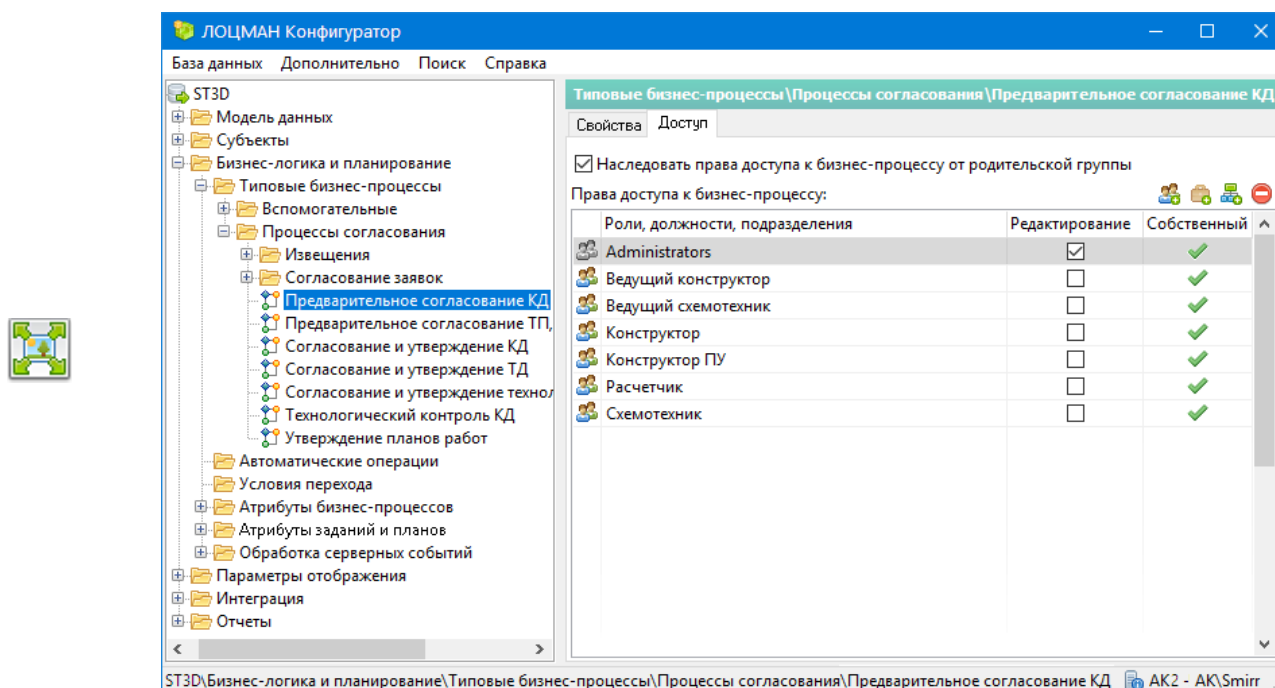 ЛОЦМАН Конфигуратор
База данных Дополнительно Поиск Справка
ST3D
Модель данных
Субъекты
Бизнес-логика и планирование
Типовые бизнес-процессы
Вспомогательные
Процессы согласования
Извещения
Согласование заявок
Предварительное согласование КД
Предварительное согласование ТП,
Согласование и утверждение КД
Согласование и утверждение ТД
Согласование и утверждение технол
Технологический контроль КД
Утверждение планов работ
Автоматические операции
Условия перехода
Атрибуты бизнес-процессов
Атрибуты заданий и планов
Обработка серверных событий
Параметры отображения
Интеграция
Отчеты
Типовые бизнес-процессы\Процессы согласования\Предварительное согласование КД
Свойства Доступ
Наследовать права доступа к бизнес-процессу от родительской группы
Права доступа к бизнес-процессу:
Роли, должности, подразделения Редактирование Собственный
Administrators
Ведущий конструктор
Ведущий схемотехник
Конструктор
Конструктор ПУ
Расчетчик
Схемотехник
ST3D\Бизнес-логика и планирование\Типовые бизнес-процессы\Процессы согласования\Предварительное согласование КД AK2 - AK\Smirr